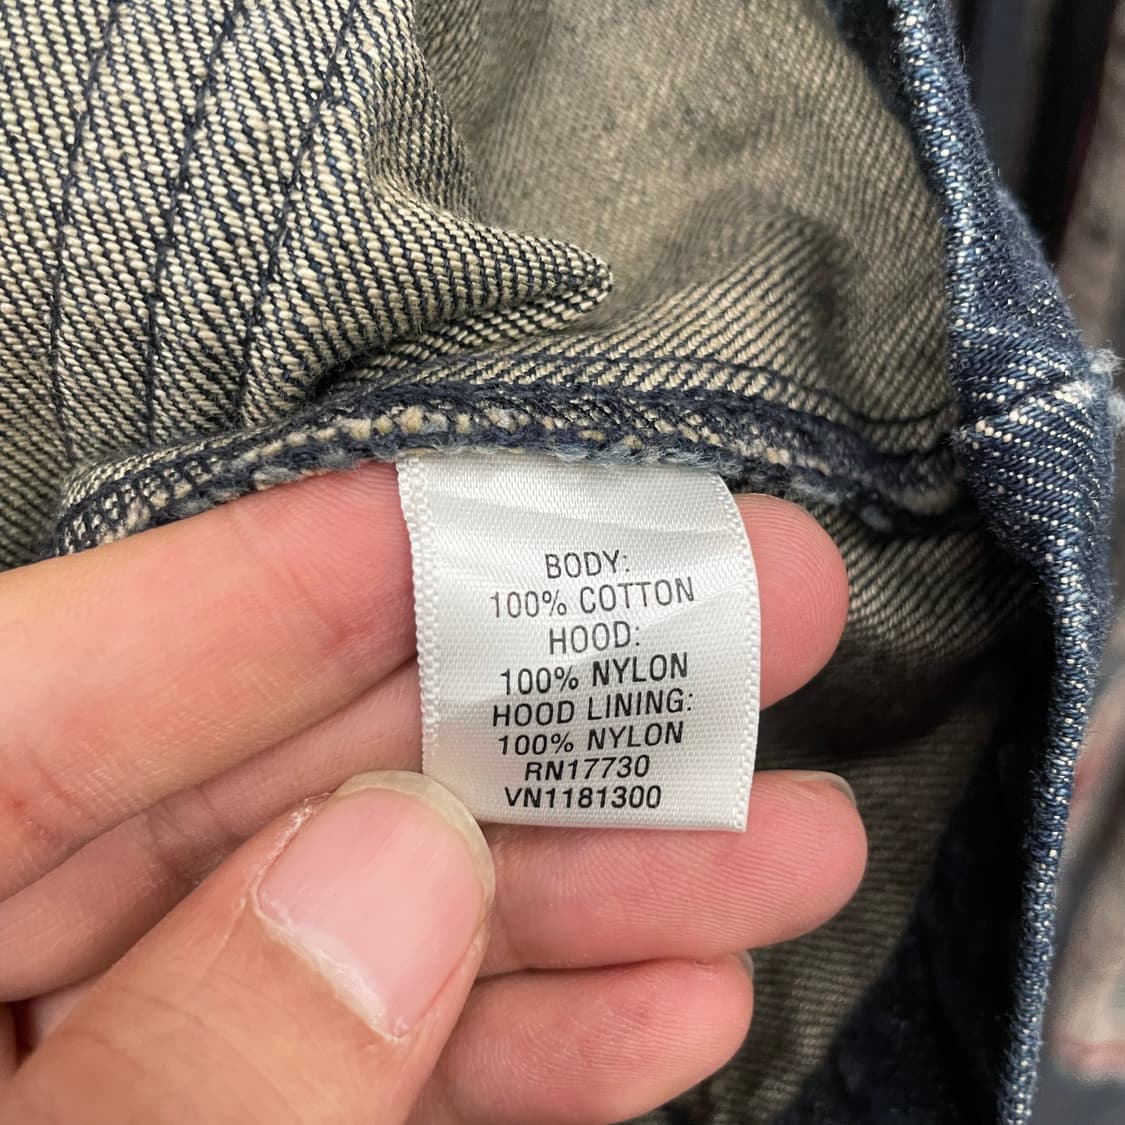 BODY:
100% COTTON
HOOD:
100% NYLON
HOOD LINING:
100% NYLON
RN17730
VN1181300